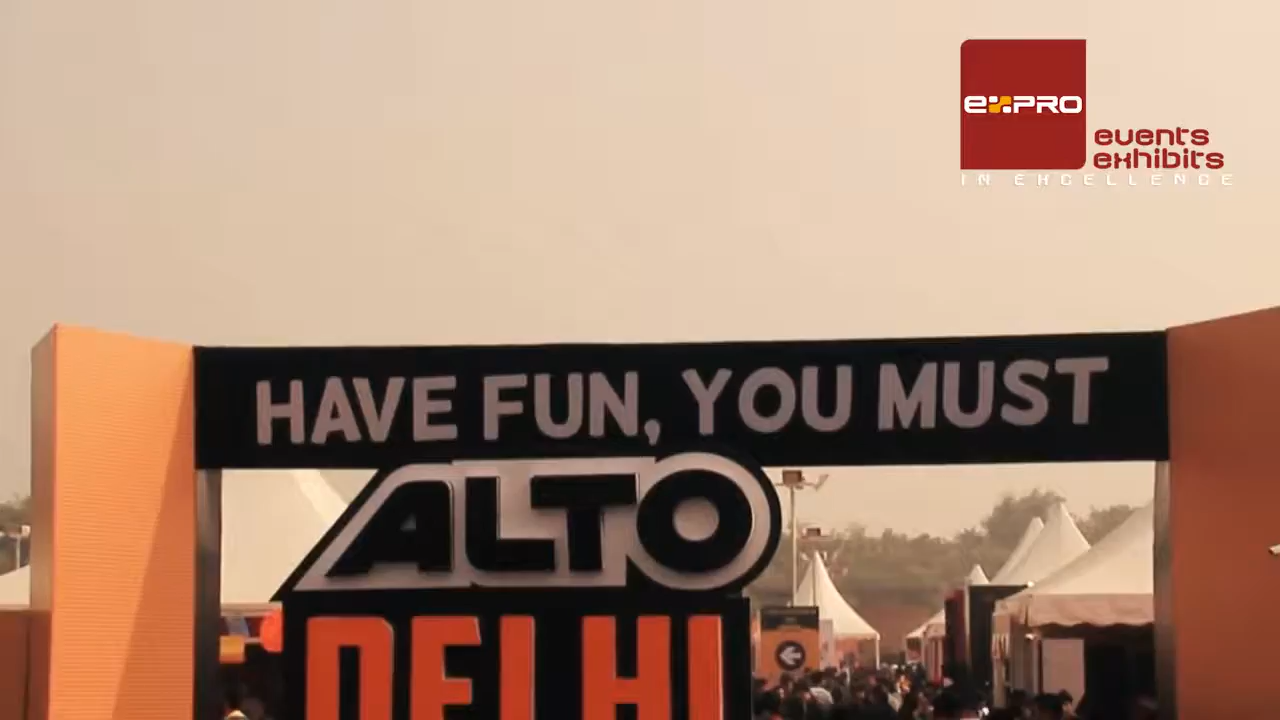 exPRO
events
exhibits
IN EXCELLENCE
HAVE FUN, YOU MUST
ALTO
DELHI